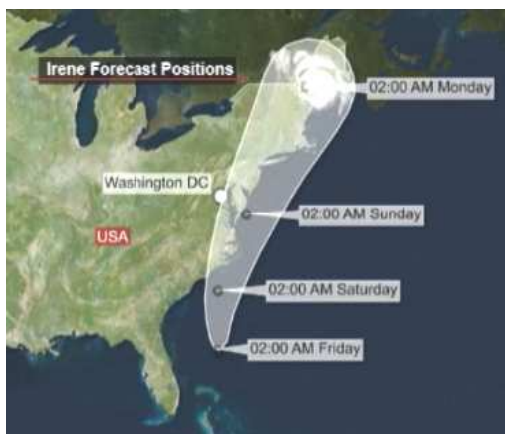 Irene Forecast Positions
02:00 AM Monday
Washington DC
02:00 AM Sunday
USA
02:00 AM Saturday
02:00 AM Friday